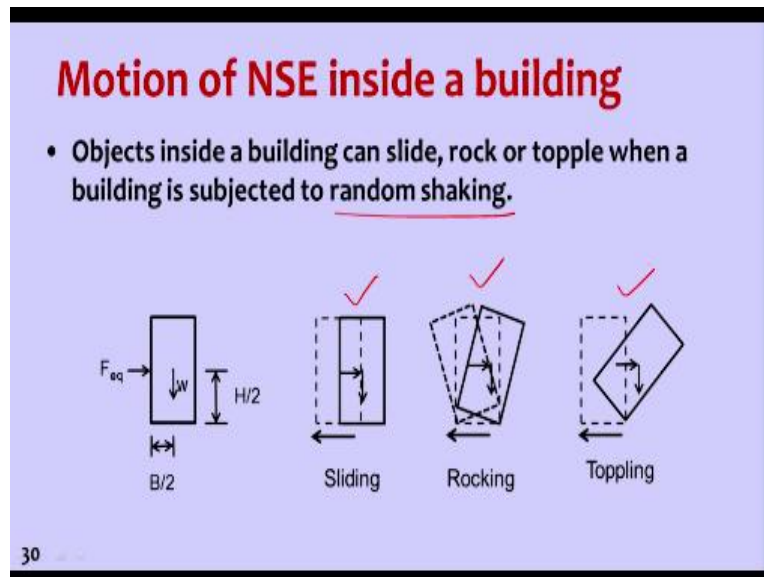 Motion of NSE inside a building
• Objects inside a building can slide, rock or topple when a
building is subjected to random shaking.
Feq
W
H/2
B/2
Sliding
Rocking
Toppling
30